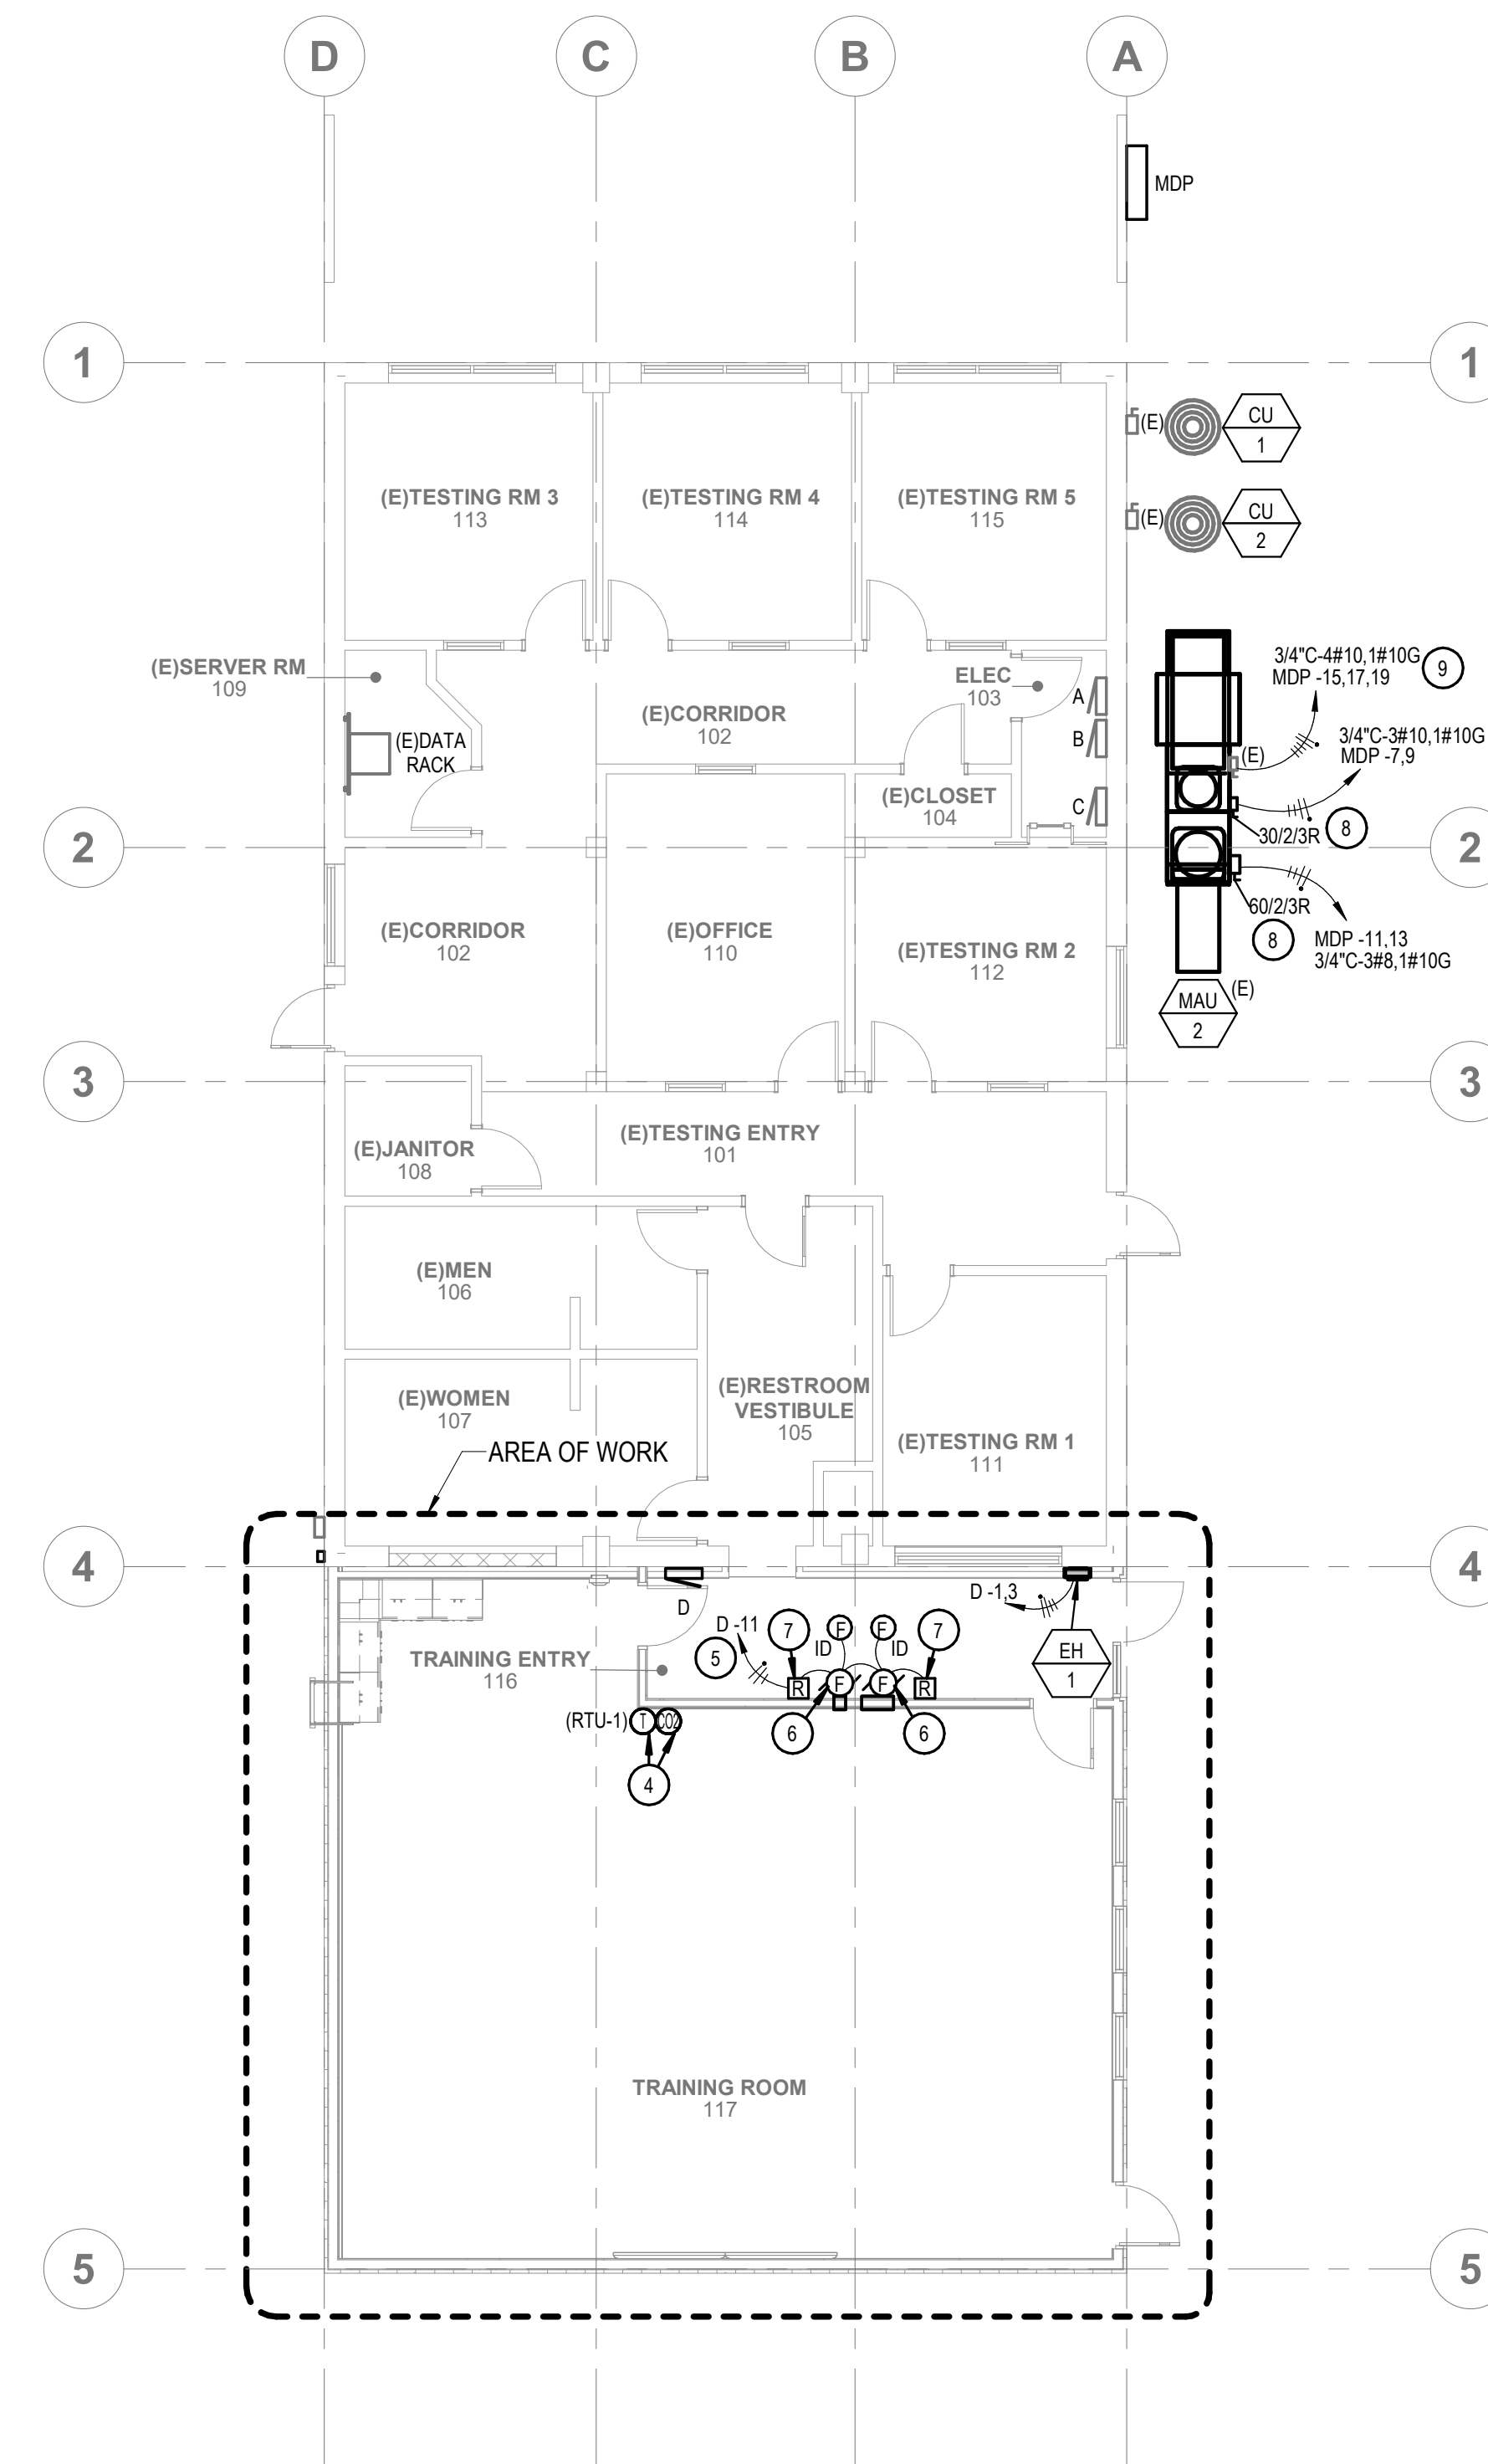 D C B A
MDP
1 1
(E) CU
1
(E)TESTING RM 3 (E)TESTING RM 4 (E)TESTING RM 5
113 114 115
(E) CU
2
(E)SERVER RM
109
ELEC
103
3/4"C-4#10,1#10G
MDP -15,17,19
9
A
(E)CORRIDOR
102
(E)DATA
RACK
B
3/4"C-3#10,1#10G
MDP -7,9
(E)
(E)CLOSET
104
C
30/2/3R
8
2 2
60/2/3R
8
(E)CORRIDOR
102
(E)OFFICE
110
(E)TESTING RM 2
112
MDP -11,13
3/4"C-3#8,1#10G
MAU
2
(E)
3 3
(E)TESTING ENTRY
101
(E)JANITOR
108
(E)MEN
106
(E)WOMEN
107
(E)RESTROOM
VESTIBULE
105
(E)TESTING RM 1
111
AREA OF WORK
4 4
D
D -1,3
D -11
7
F
F
7
ID
ID
5
EH
1
TRAINING ENTRY
116
R
F
F
R
(RTU-1)
T
CO2
6
6
4
TRAINING ROOM
117
5 5